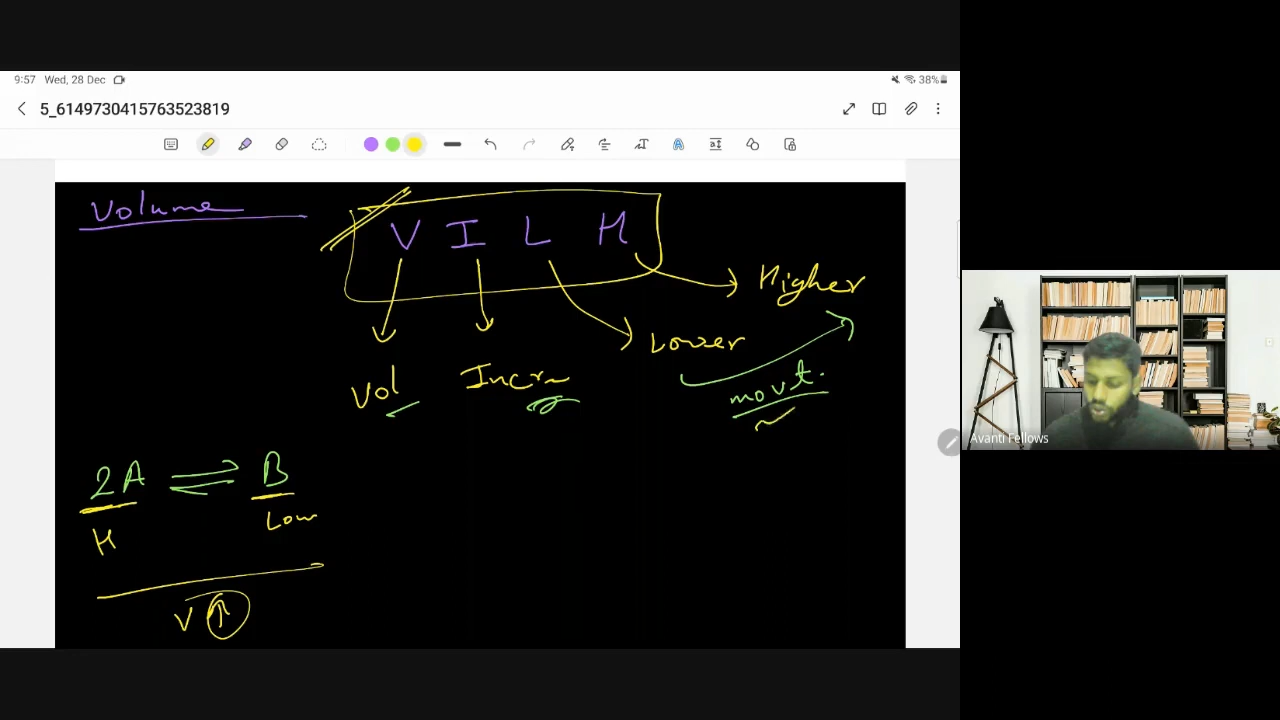 9:57 Wed, 28 Dec
38%
5_6149730415763523819
Volume
V I L H
Higher
Lower
Vol Incr
movt.
2A ⇌ B
H Low
V ↑
Avanti Fellows